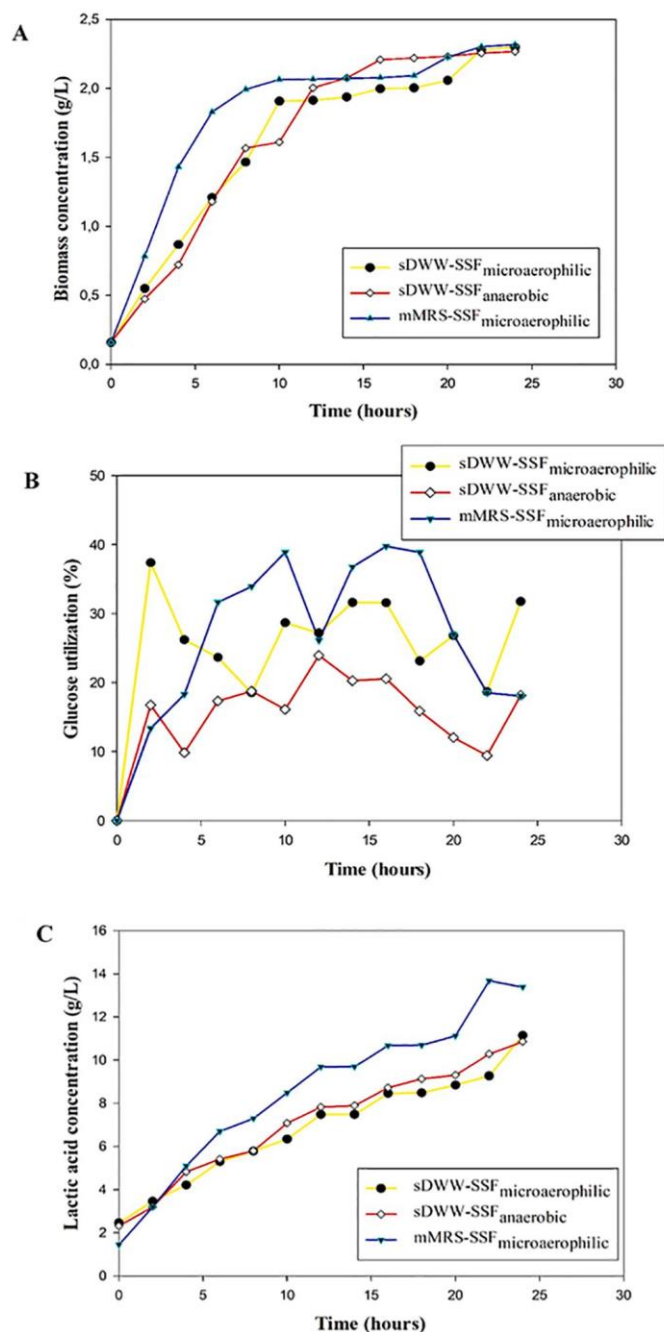 A
Biomass concentration (g/L)
2,5
2,0
1,5
1,0
0,5
0,0
sDWW-SSFmicroaerophilic
sDWW-SSFanaerobic
mMRS-SSFmicroaerophilic
0 5 10 15 20 25 30
Time (hours)
B
sDWW-SSFmicroaerophilic
sDWW-SSFanaerobic
mMRS-SSFmicroaerophilic
Glucose utilization (%)
50
40
30
20
10
0
0 5 10 15 20 25 30
Time (hours)
C
Lactic acid concentration (g/L)
16
14
12
10
8
6
4
2
0
sDWW-SSFmicroaerophilic
sDWW-SSFanaerobic
mMRS-SSFmicroaerophilic
0 5 10 15 20 25 30
Time (hours)